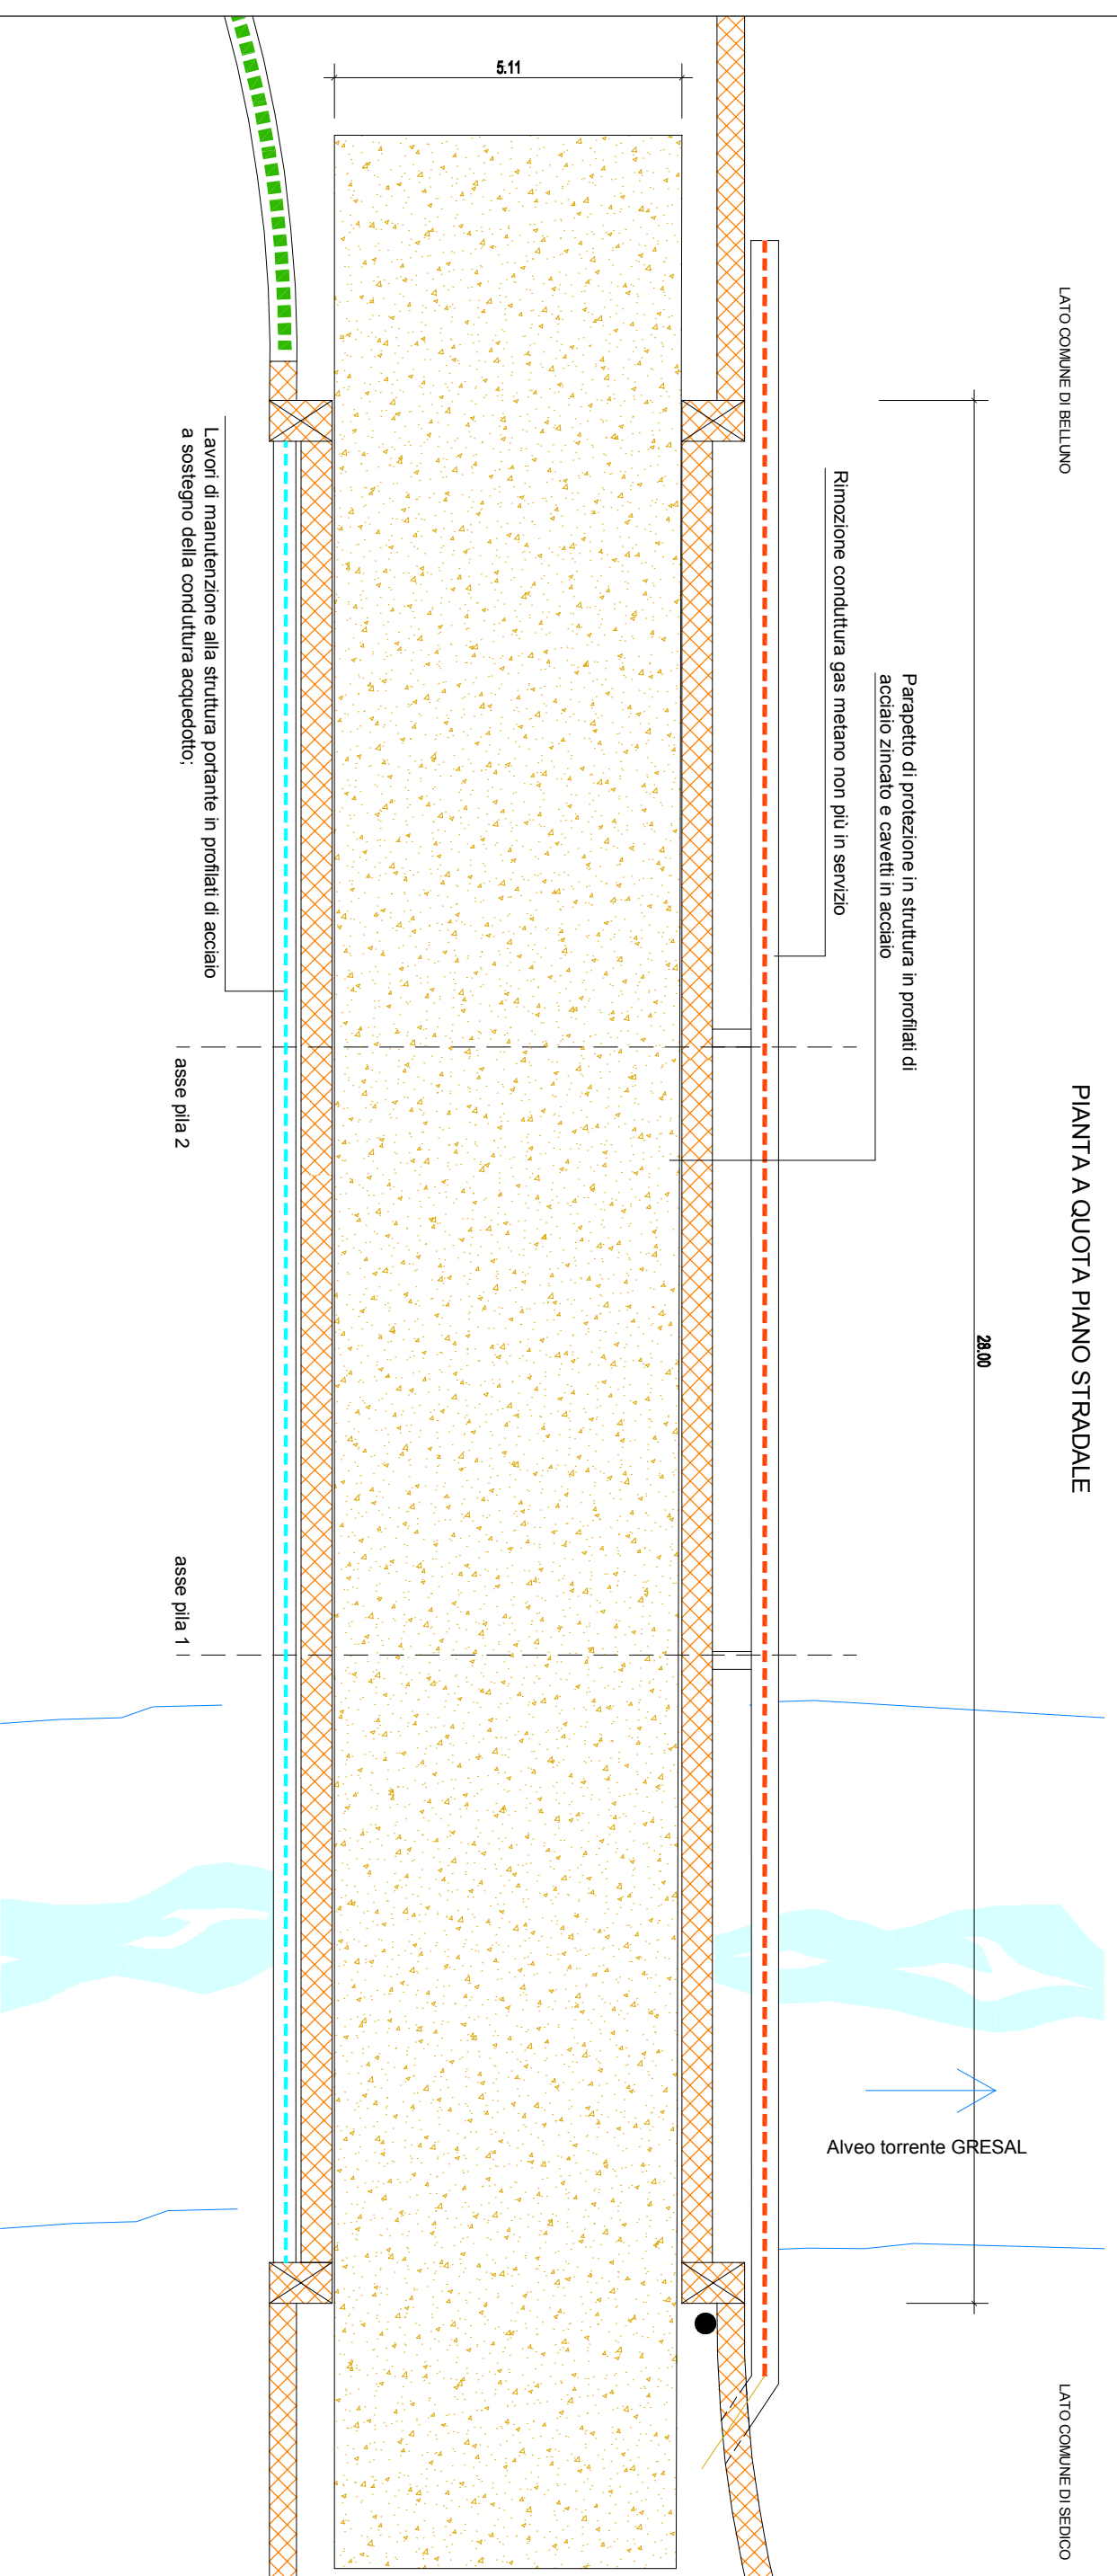 PIANTA A QUOTA PIANO STRADALE
LATO COMUNE DI BELLUNO
LATO COMUNE DI SEDICO
28.00
Parapetto di protezione in struttura in profilati di
acciaio zincato e cavetti in acciaio
Rimozione conduttura gas metano non più in servizio
Alveo torrente GRESAL
5.11
Lavori di manutenzione alla struttura portante in profilati di acciaio
a sostegno della conduttura acquedotto;
asse pila 2
asse pila 1